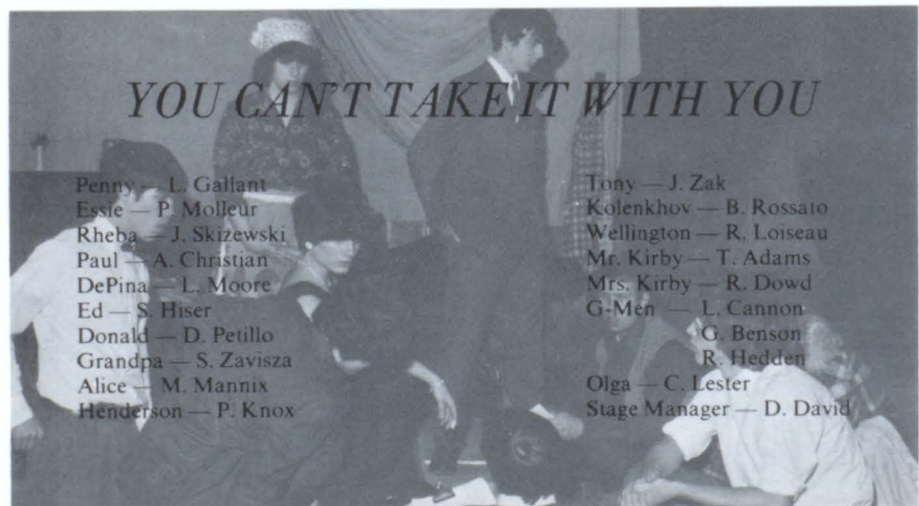 YOU CAN'T TAKE IT WITH YOU
Penny — L. Gallant
Essie — P. Molleur
Rheba — J. Skizewski
Paul — A. Christian
DePina — L. Moore
Ed — S. Hiser
Donald — D. Petillo
Grandpa — S. Zavisza
Alice — M. Mannix
Henderson — P. Knox
Tony — J. Zak
Kolenkhov — B. Rossato
Wellington — R. Loiseau
Mr. Kirby — T. Adams
Mrs. Kirby — R. Dowd
G-Men — L. Cannon
G. Benson
R. Hedden
Olga — C. Lester
Stage Manager — D. David